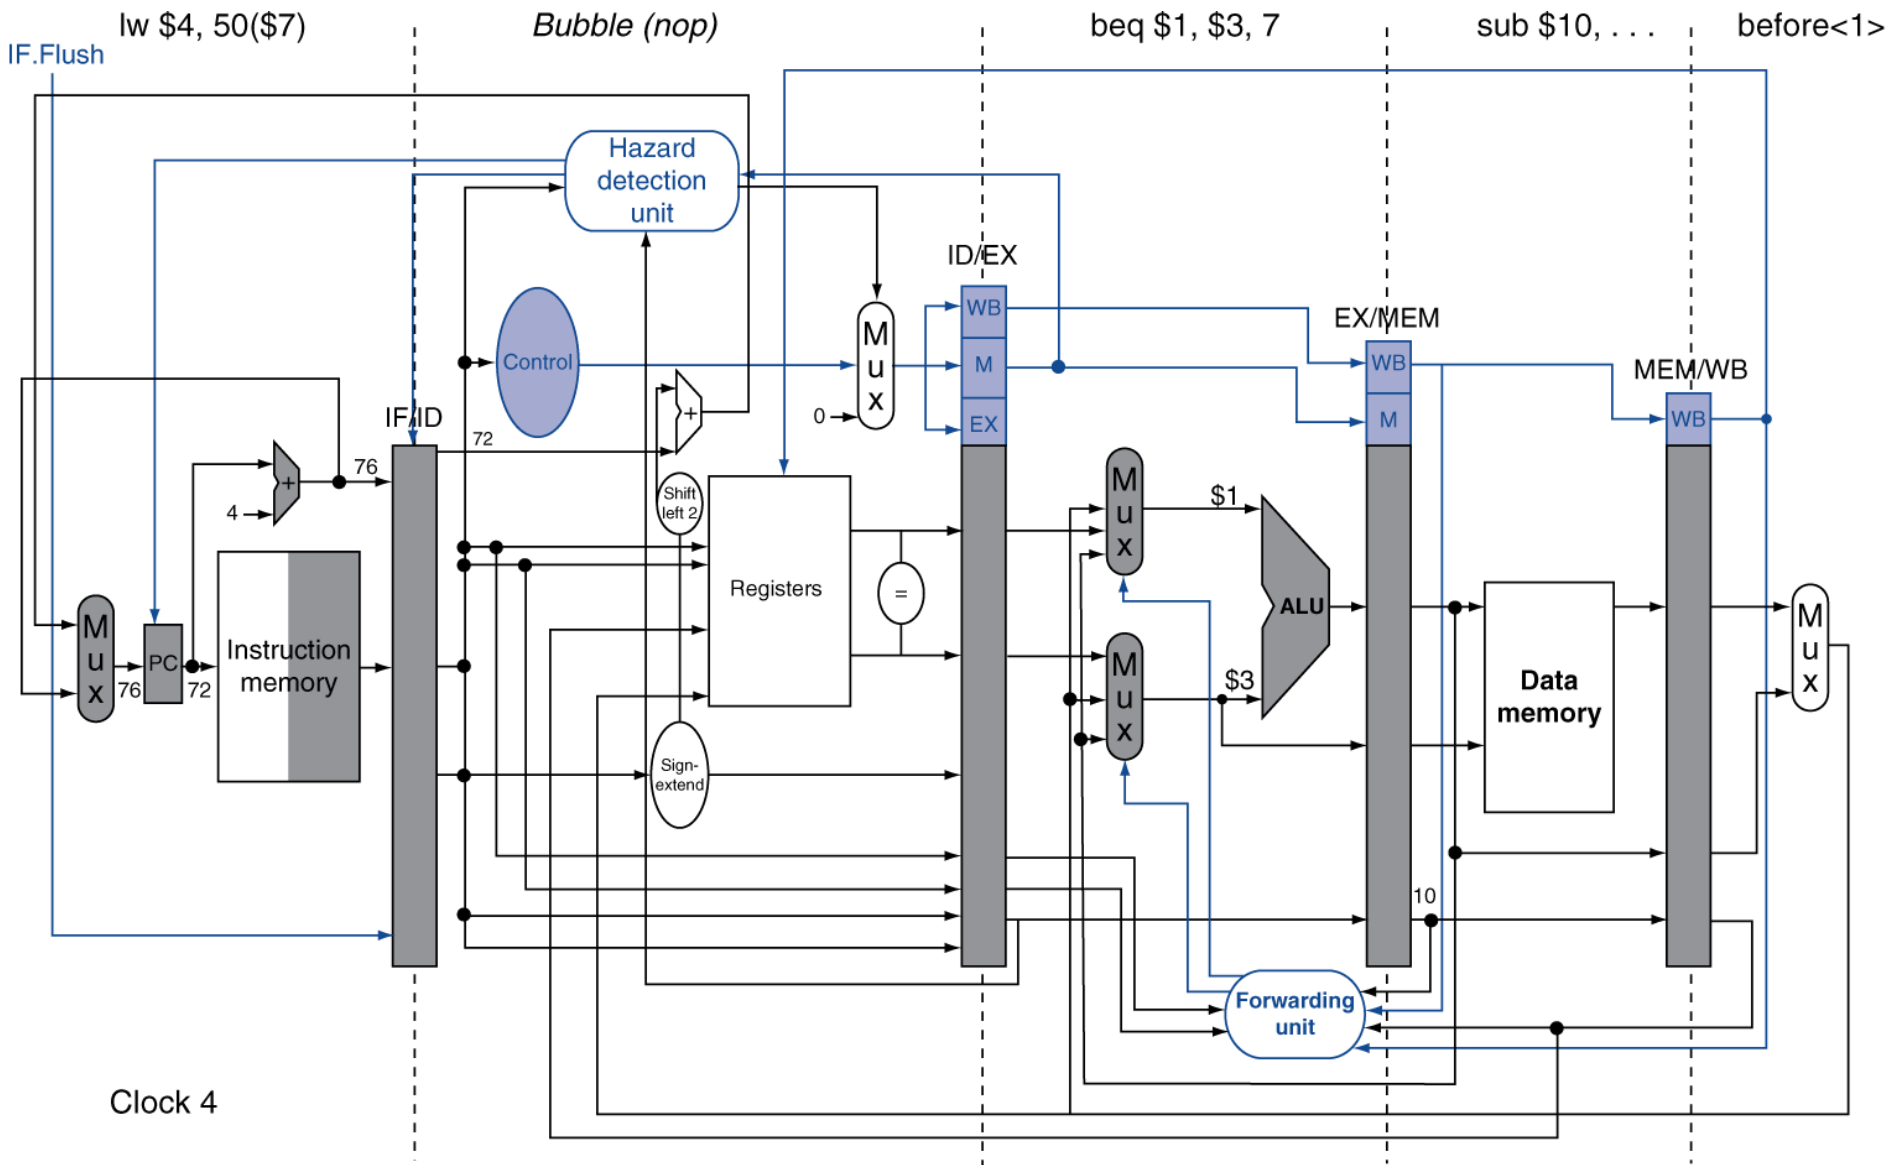 lw $4, 50($7)
Bubble (nop)
beq $1, $3, 7
sub $10, . . .
before<1>
IF.Flush
Hazard
detection
unit
ID/EX
WB
M
EX
EX/MEM
WB
M
MEM/WB
WB
Control
M
u
x
0
IF/ID
72
+
+
76
4
Shift
left 2
M
u
x
$1
Registers
=
ALU
M
u
x
PC
76
72
Instruction
memory
M
u
x
$3
Data
memory
M
u
x
Sign-
extend
10
Forwarding
unit
Clock 4